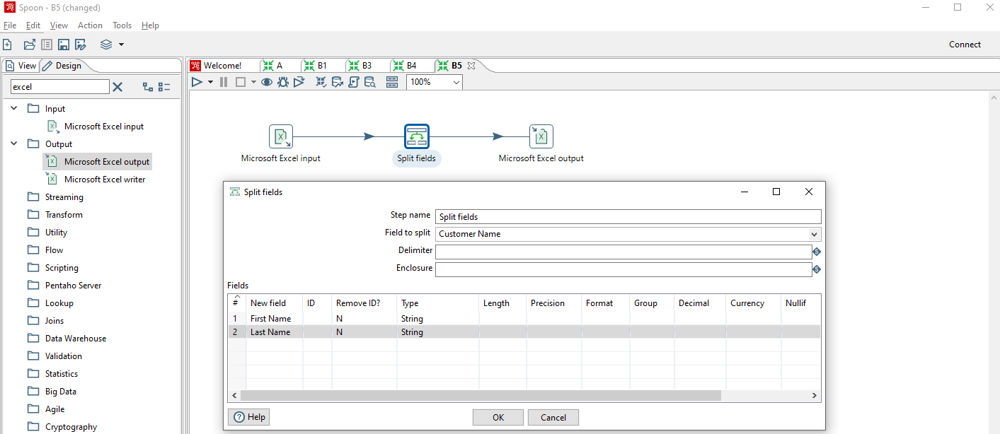 Spoon - B5 (changed)
File Edit View Action Tools Help
Connect
View Design
Welcome! A B1 B3 B4 B5
excel
100%
Input
Microsoft Excel input
Output
Microsoft Excel output
Microsoft Excel writer
Streaming
Transform
Utility
Flow
Scripting
Pentaho Server
Lookup
Joins
Data Warehouse
Validation
Statistics
Big Data
Agile
Cryptography
Microsoft Excel input Split fields Microsoft Excel output
Split fields
Step name Split fields
Field to split Customer Name
Delimiter
Enclosure
Fields
# New field ID Remove ID? Type Length Precision Format Group Decimal Currency Nullif
1 First Name N String
2 Last Name N String
Help OK Cancel